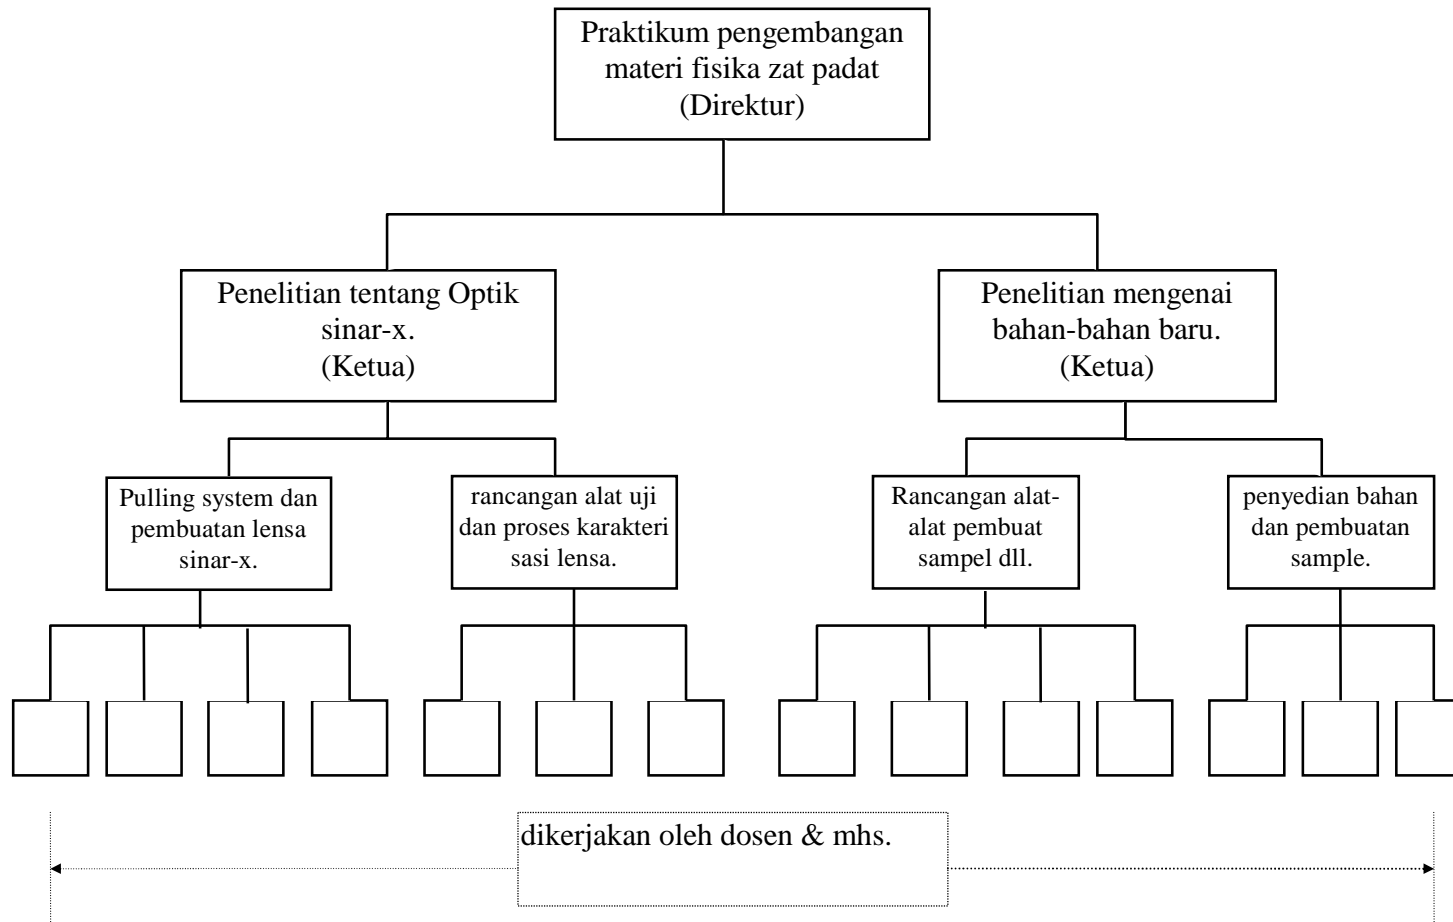 Praktikum pengembangan
materi fisika zat padat
(Direktur)
Penelitian tentang Optik
sinar-x.
(Ketua)
Penelitian mengenai
bahan-bahan baru.
(Ketua)
Pulling system dan
pembuatan lensa
sinar-x.
rancangan alat uji
dan proses karakteri
sasi lensa.
Rancangan alat-
alat pembuat
sampel dll.
penyedian bahan
dan pembuatan
sample.
dikerjakan oleh dosen & mhs.